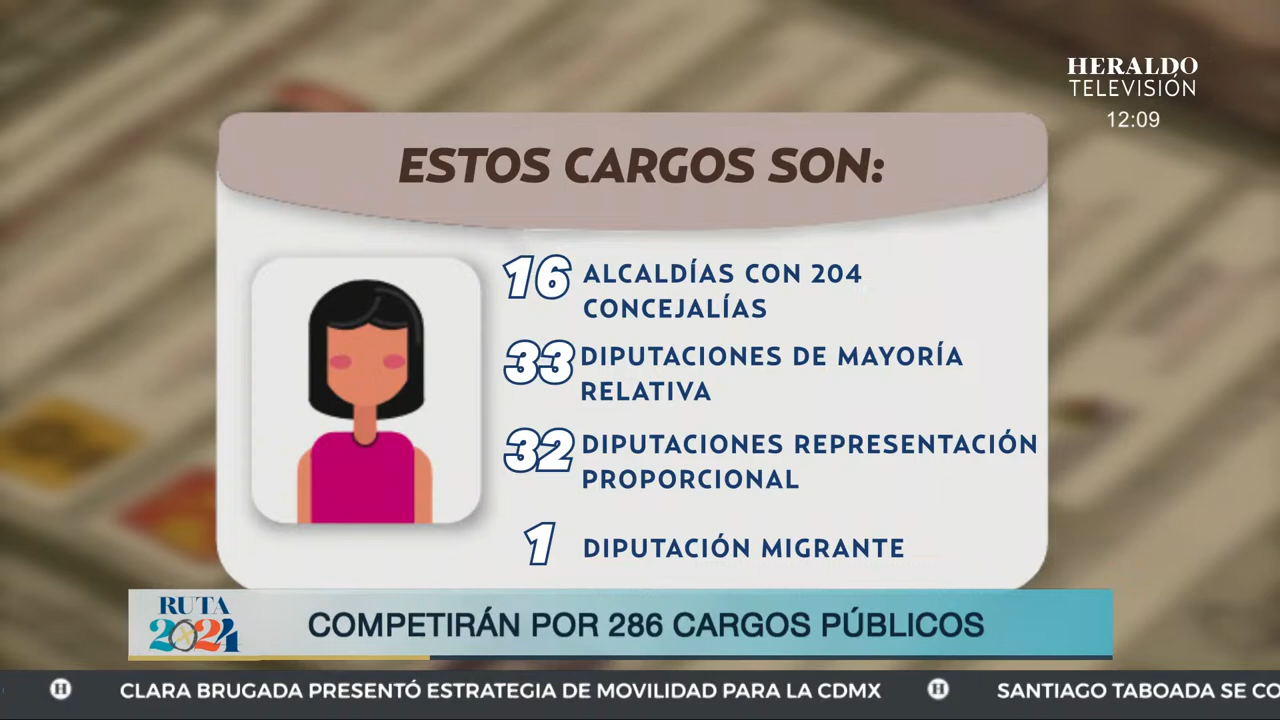 HERALDO
TELEVISIÓN
12:09
ESTOS CARGOS SON:
16 ALCALDÍAS CON 204
CONCEJALÍAS
33 DIPUTACIONES DE MAYORÍA
RELATIVA
32 DIPUTACIONES REPRESENTACIÓN
PROPORCIONAL
1 DIPUTACIÓN MIGRANTE
RUTA
2024
COMPETIRÁN POR 286 CARGOS PÚBLICOS
H CLARA BRUGADA PRESENTÓ ESTRATEGIA DE MOVILIDAD PARA LA CDMX H SANTIAGO TABOADA SE CO